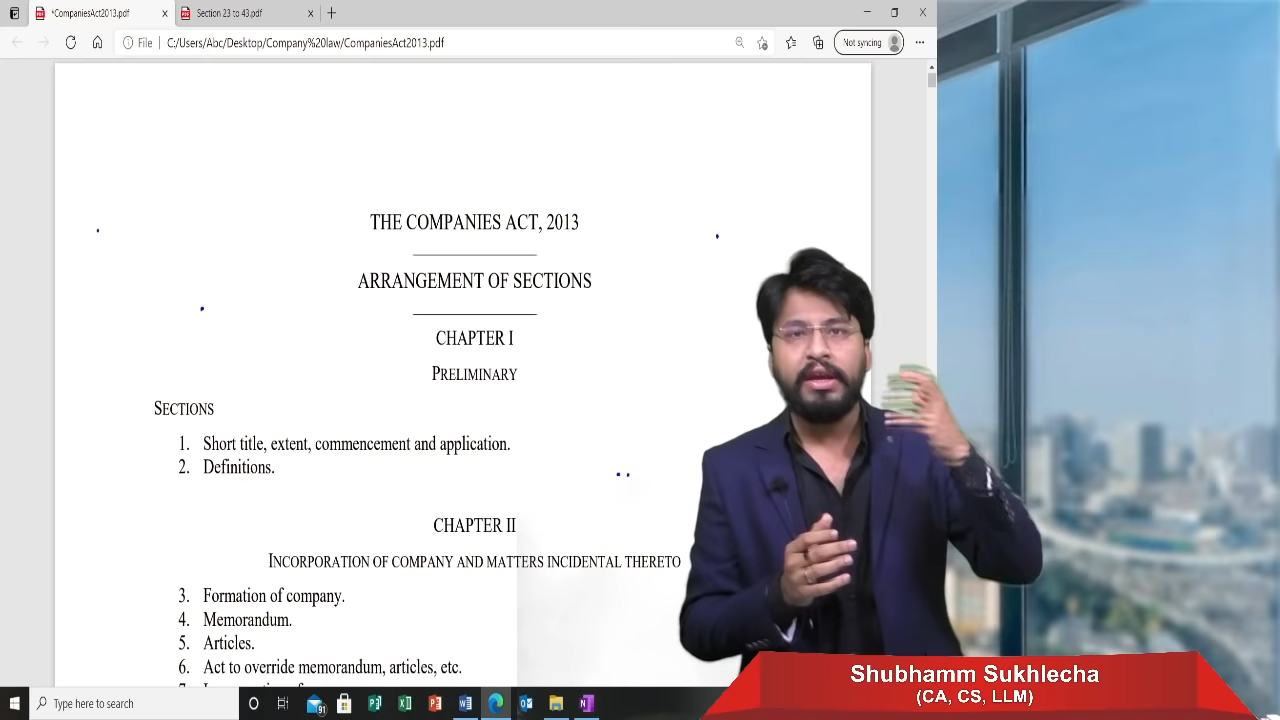 *CompaniesAct2013.pdf
Section 23 to 43.pdf
File
C:/Users/Abc/Desktop/Company%20law/CompaniesAct2013.pdf
Not syncing
THE COMPANIES ACT, 2013
ARRANGEMENT OF SECTIONS
CHAPTER I
PRELIMINARY
SECTIONS
1. Short title, extent, commencement and application.
2. Definitions.
CHAPTER II
INCORPORATION OF COMPANY AND MATTERS INCIDENTAL THERETO
3. Formation of company.
4. Memorandum.
5. Articles.
6. Act to override memorandum, articles, etc.
Shubhamm Sukhlecha
(CA, CS, LLM)
Type here to search
91